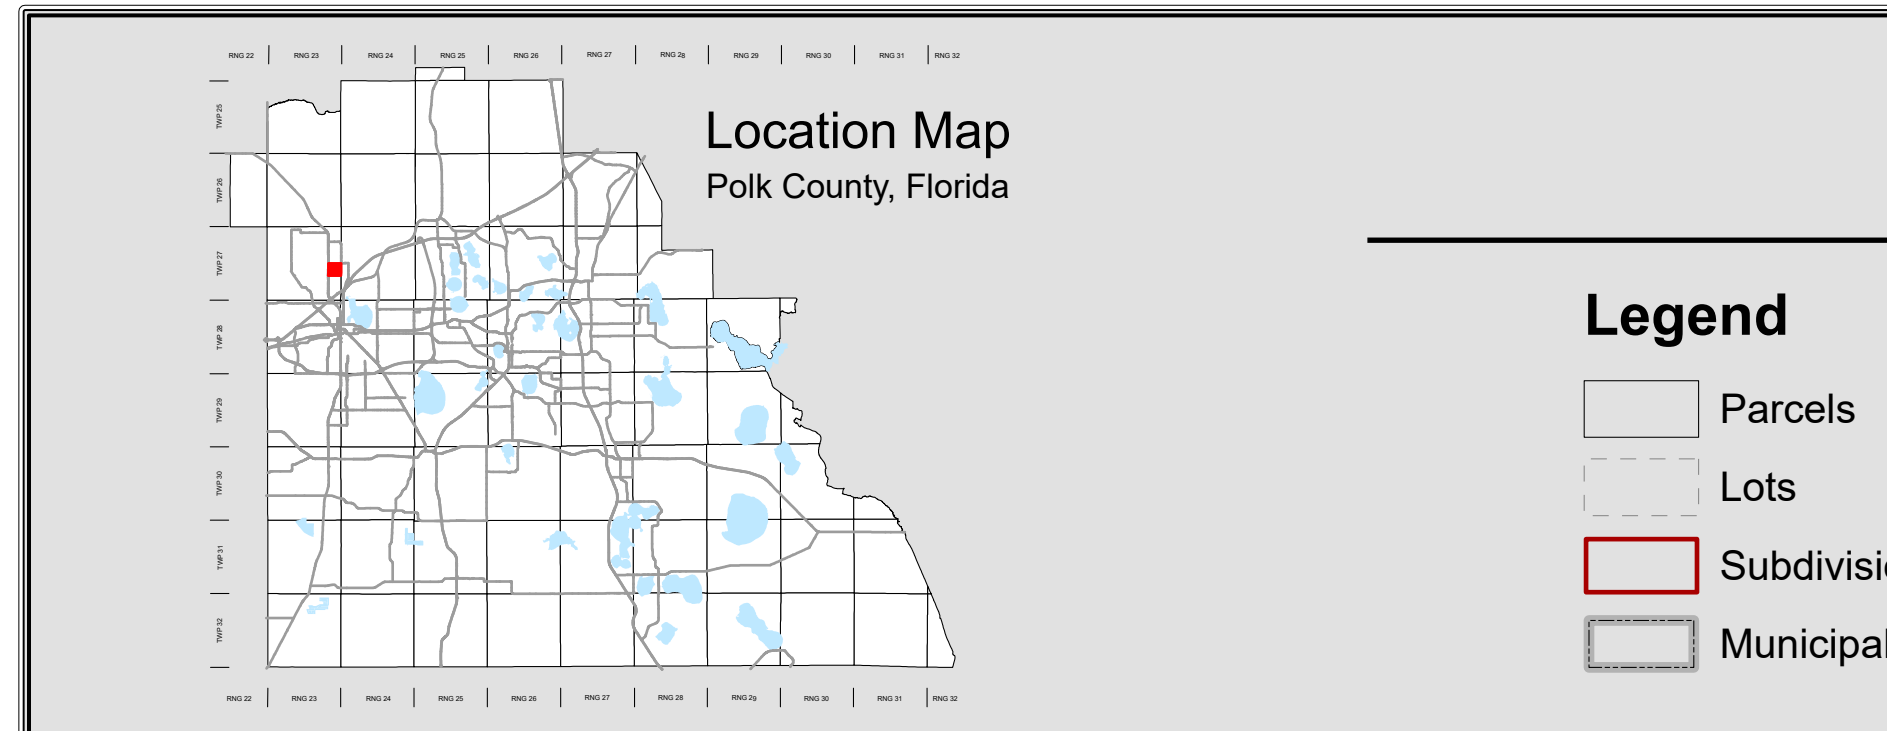 RNG 22 RNG 23 RNG 24 RNG 25 RNG 26 RNG 27 RNG 28 RNG 29 RNG 30 RNG 31 RNG 32
TWP 25
Location Map
Polk County, Florida
TWP 26
TWP 27
TWP 28
TWP 29
TWP 30
TWP 31
TWP 32
RNG 22 RNG 23 RNG 24 RNG 25 RNG 26 RNG 27 RNG 28 RNG 29 RNG 30 RNG 31 RNG 32
Legend
Parcels
Lots
Subdivisi
Municipal